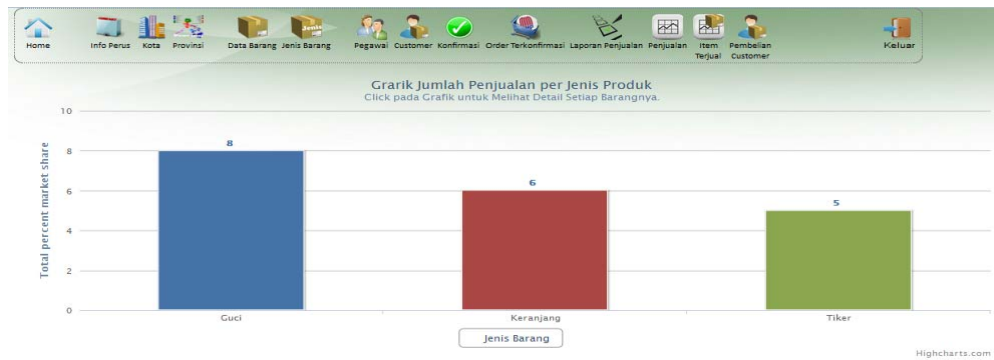 Home Info Perus Kota Provinsi Data Barang Jenis Barang Pegawai Customer Konfirmasi Order Terkonfirmasi Laporan Penjualan Penjualan Item Terjual Pembelian Customer Keluar
Jenis
Grarik Jumlah Penjualan per Jenis Produk
Click pada Grafik untuk Melihat Detail Setiap Barangnya.
Total percent market share
10
8
6
4
2
0
8
6
5
Guci Keranjang Tiker
Jenis Barang
Highcharts.com